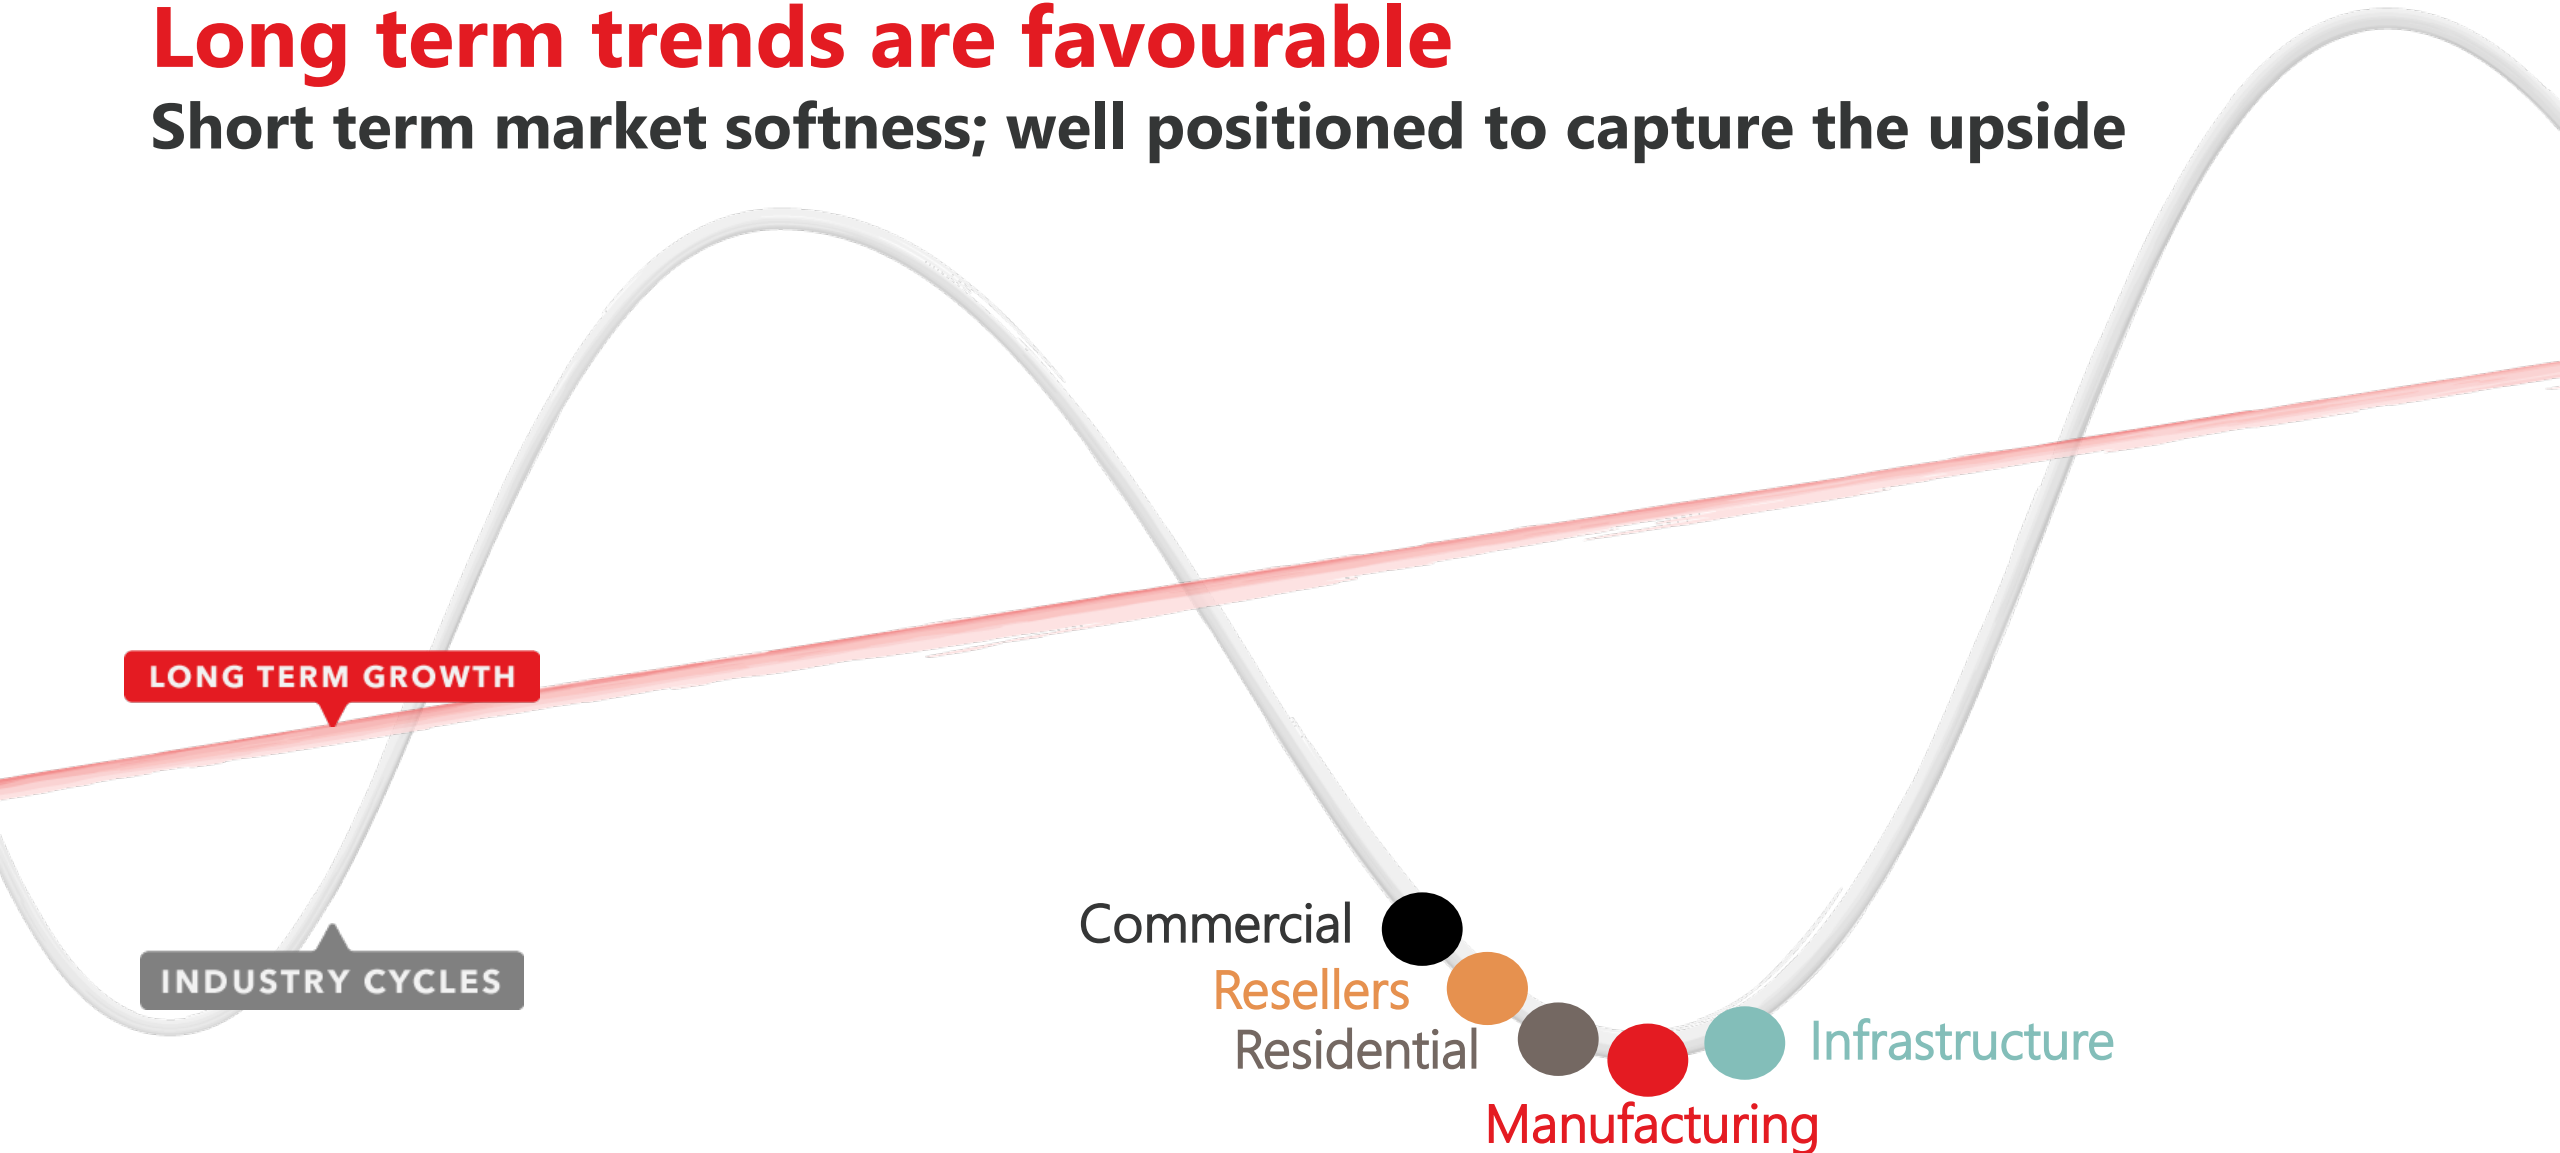 Long term trends are favourable
Short term market softness; well positioned to capture the upside
LONG TERM GROWTH
INDUSTRY CYCLES
Commercial
Resellers
Residential
Manufacturing
Infrastructure